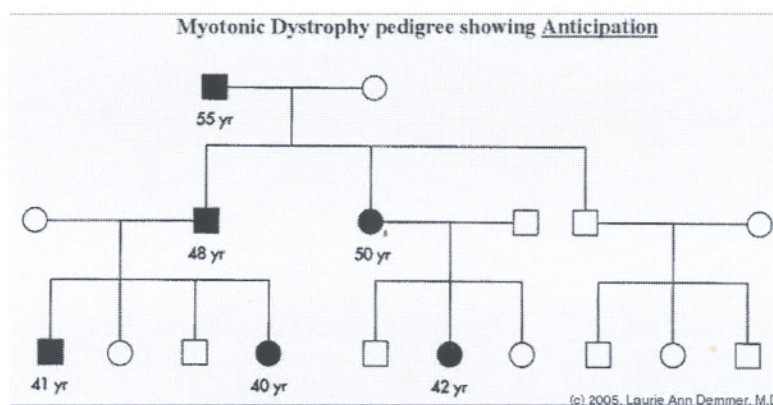 Myotonic Dystrophy pedigree showing Anticipation
55 yr
48 yr
50 yr
41 yr
40 yr
42 yr
(c) 2005, Laurie Ann Demmer, M.D